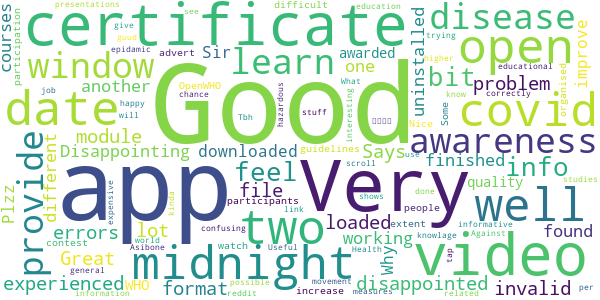 presentations
difficult
see
education
certificate
disease
courses
participation
epidamic
guud
give
advert
Sir
awarded
trying
higher
educational
open
window
learn
uninstalled
improve
bit
problem
date
another
OpenWHO
one
chance
Good
happy
will
job
What
hazardous
stuff
interesting
Some
know
correctly
organised
covid
Tbh
Nice
module
guidelines
awareness
Disappointing
downloaded
Says
finished
info
provide
different
Plzz
app
Very
feel
file
quality
use
studies
extent
scroll
participants
people
informative
well
expensive
kinda
lot
confusing
shows
done
errors
link
two
loaded
working
found
tap
knowlage
Against
contest
world
Asibone
watch
Useful
Why
Great
midnight
Health
video
experienced
WHO
general
format
possible
movement
disappointed
invalid
information
reddit
increase
measures
related
per